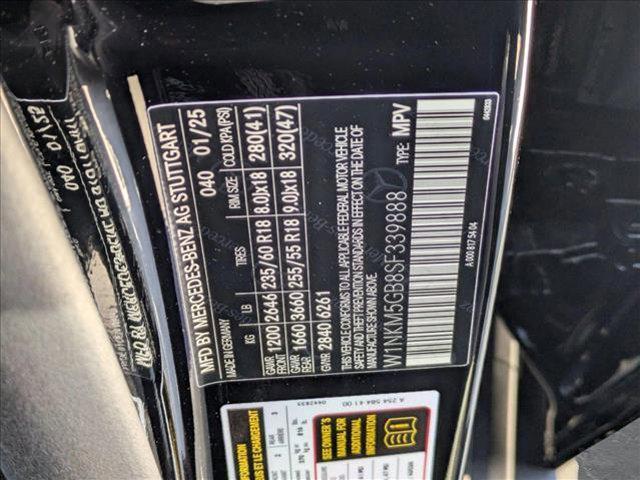 MFD BY MERCEDES-BENZ AG STUTTGART
MADE IN GERMANY 040 01/25
KG LB TIRES RIM SIZE COLD KPA(PSI)
GAWR FRONT 1200 2646 235/60 R18 8.0Jx18 280(41)
GAWR REAR 1660 3660 255/55 R18 9.0Jx18 320(47)
GVWR 2840 6261
THIS VEHICLE CONFORMS TO ALL APPLICABLE FEDERAL MOTOR VEHICLE
SAFETY AND THEFT PREVENTION STANDARDS IN EFFECT ON THE DATE OF
MANUFACTURE SHOWN ABOVE.
W1NKM5GB8SF339888 TYPE: MPV
A 000 817 54 04
0442833
0442833
A 254 584 41 00
SEE OWNER'S
MANUAL FOR
ADDITIONAL
INFORMATION